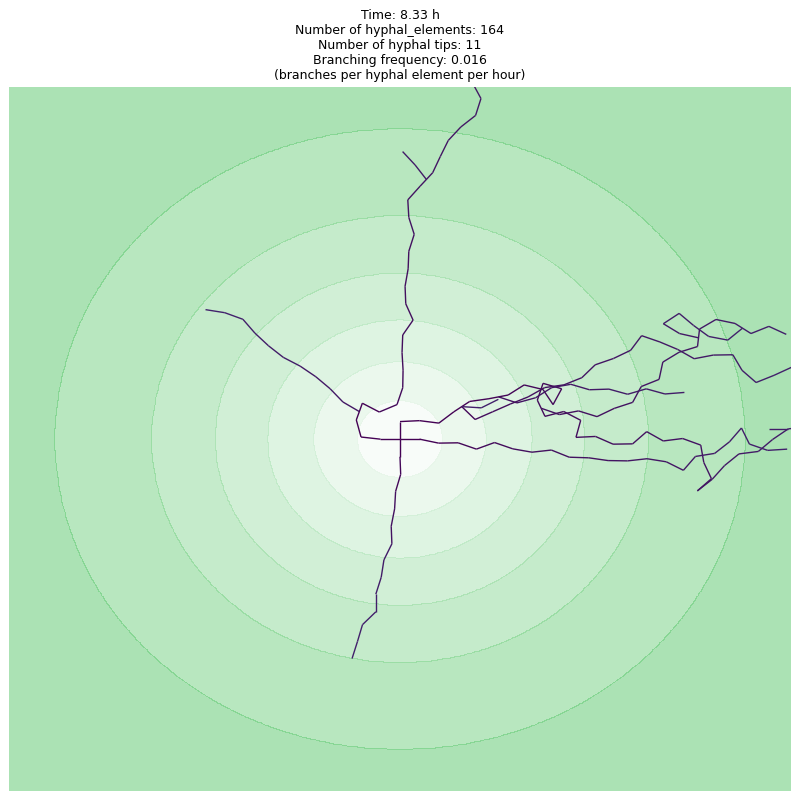 Time: 8.33 h
Number of hyphal_elements: 164
Number of hyphal tips: 11
Branching frequency: 0.016
(branches per hyphal element per hour)